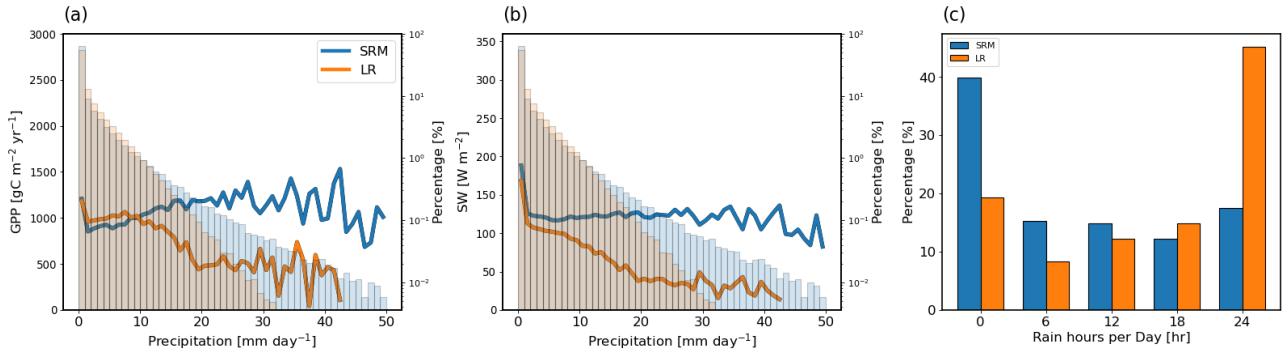 (a)
3000
2500
2000
1500
1000
500
0
GPP [gC m⁻² yr⁻¹]
SRM
LR
10²
10¹
10⁰
10⁻¹
10⁻²
Percentage [%]
0 10 20 30 40 50
Precipitation [mm day⁻¹]
(b)
350
300
250
200
150
100
50
0
SW [W m⁻²]
10²
10¹
10⁰
10⁻¹
10⁻²
Percentage [%]
0 10 20 30 40 50
Precipitation [mm day⁻¹]
(c)
SRM
LR
40
30
20
10
0
Percentage [%]
0 6 12 18 24
Rain hours per Day [hr]